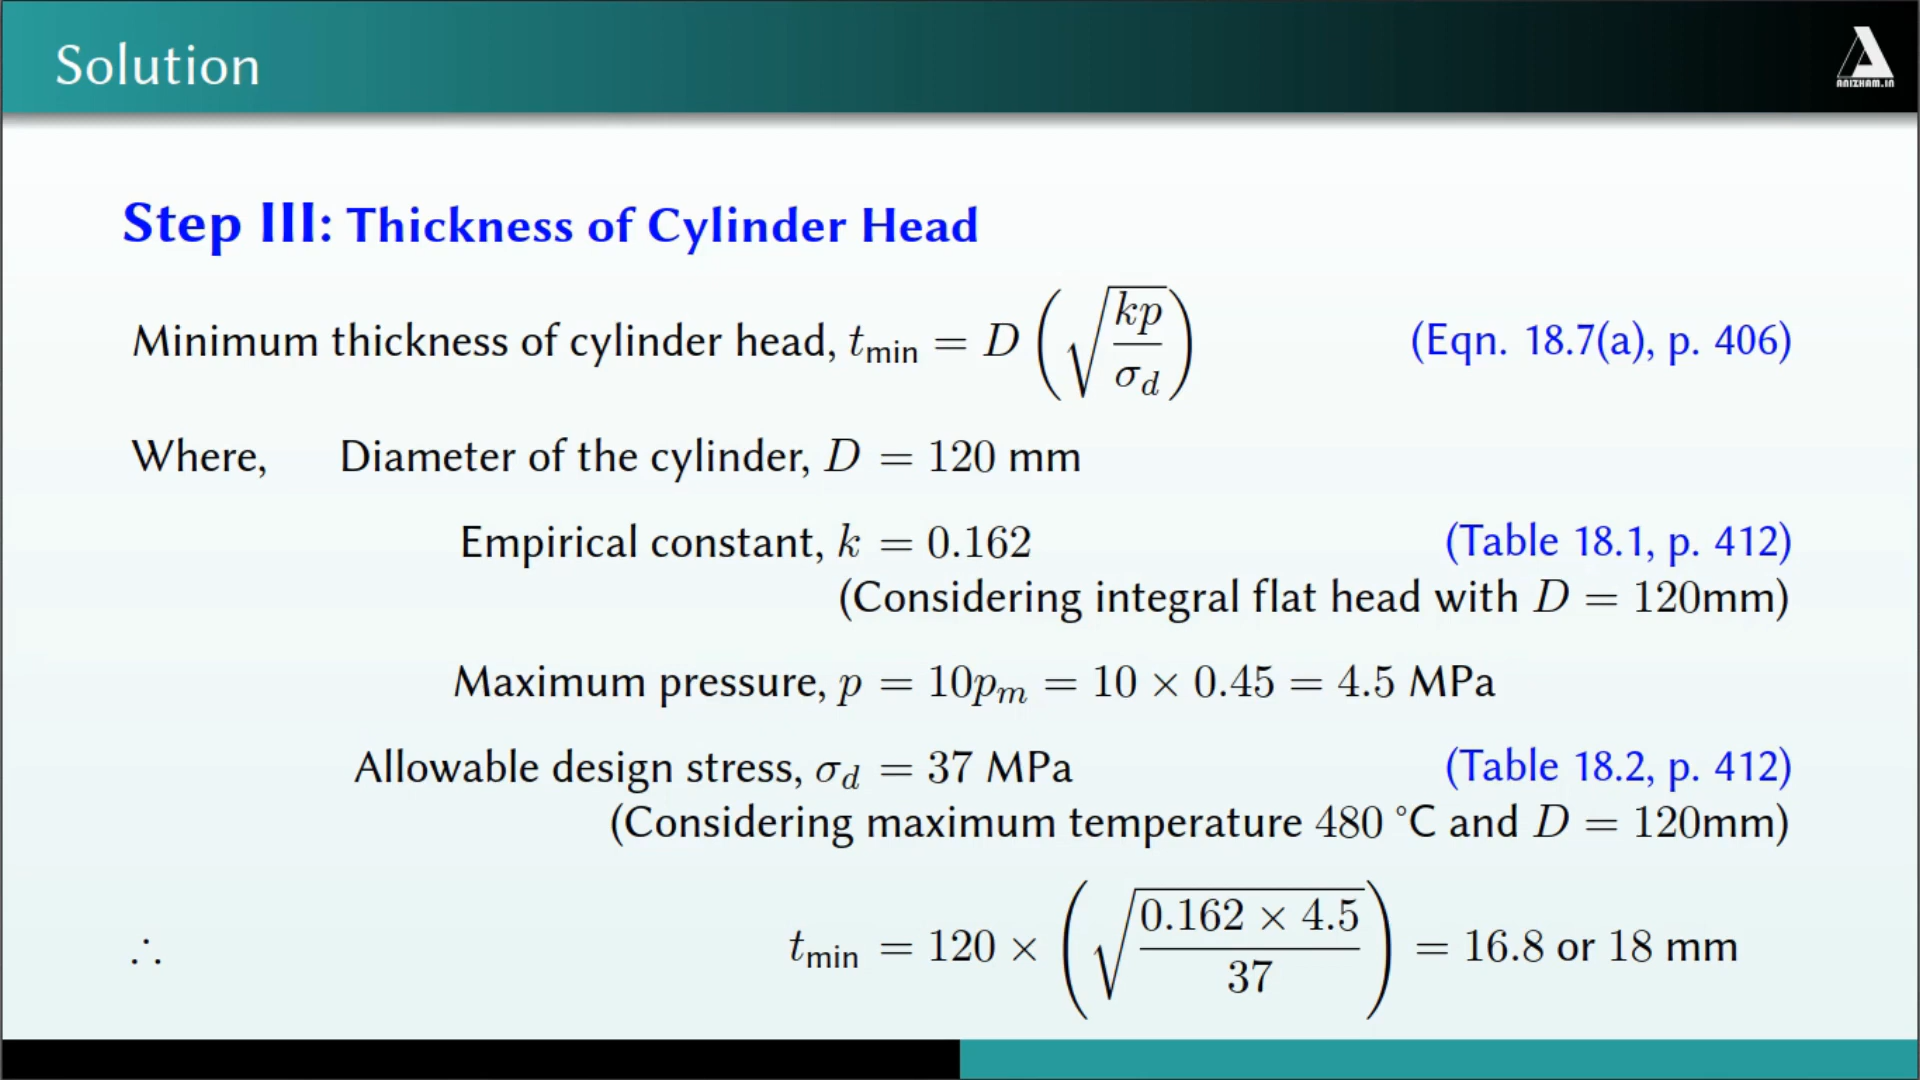 Solution
ANIZHAM.IN
Step III: Thickness of Cylinder Head
Minimum thickness of cylinder head, t_min = D (√(kp/σ_d)) (Eqn. 18.7(a), p. 406)
Where, Diameter of the cylinder, D = 120 mm
Empirical constant, k = 0.162 (Table 18.1, p. 412)
(Considering integral flat head with D = 120mm)
Maximum pressure, p = 10p_m = 10 × 0.45 = 4.5 MPa
Allowable design stress, σ_d = 37 MPa (Table 18.2, p. 412)
(Considering maximum temperature 480 °C and D = 120mm)
∴ t_min = 120 × (√(0.162 × 4.5/37)) = 16.8 or 18 mm